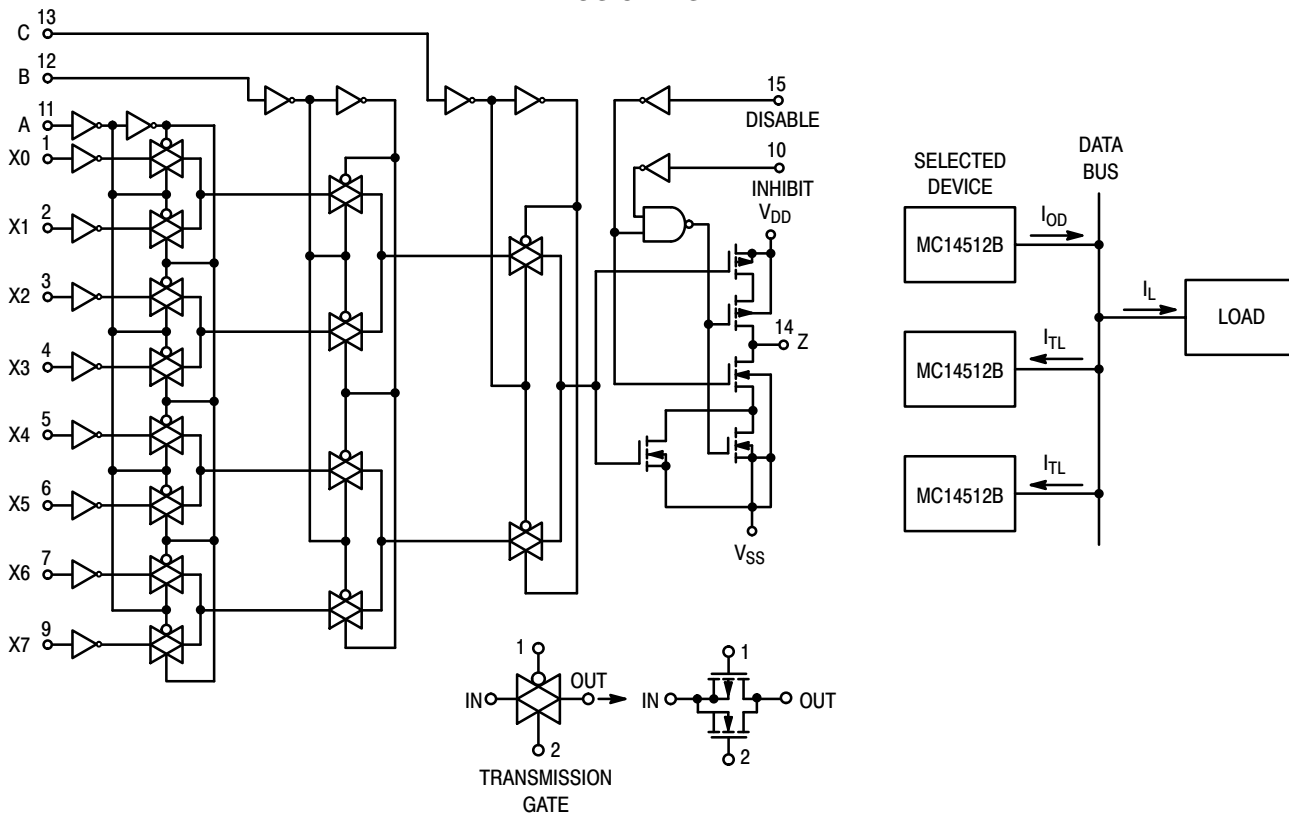 C 13
B 12
A 11
X0 1
X1 2
X2 3
X3 4
X4 5
X5 6
X6 7
X7 9
15
DISABLE
10
INHIBIT
VDD
14 Z
VSS
1
IN
OUT
2
TRANSMISSION
GATE
1
IN
OUT
2
SELECTED
DEVICE
DATA
BUS
MC14512B
IOD
MC14512B
ITL
MC14512B
ITL
IL
LOAD